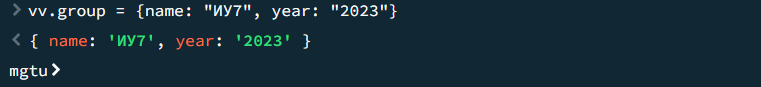 > vv.group = {name: "ИУ7", year: "2023"}
< { name: 'ИУ7', year: '2023' }
mgtu>